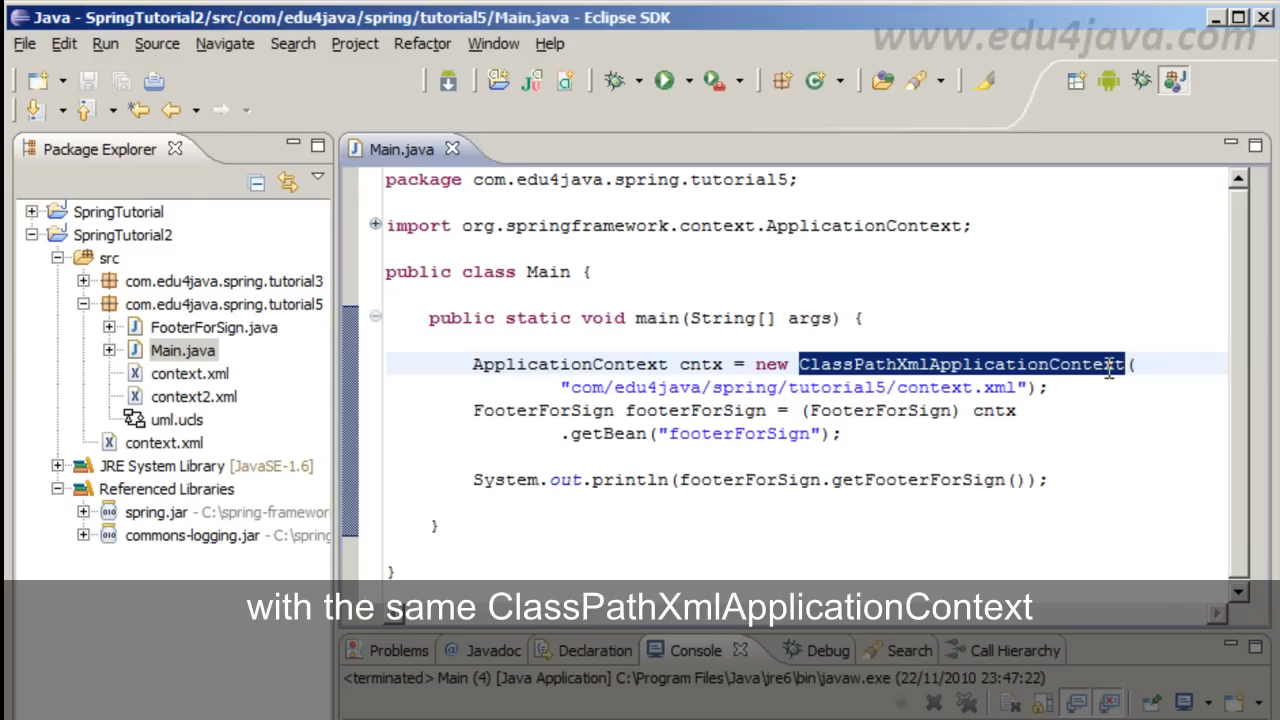 Java - SpringTutorial2/src/com/edu4java/spring/tutorial5/Main.java - Eclipse SDK
www.edu4java.com
File Edit Run Source Navigate Search Project Refactor Window Help
Package Explorer
SpringTutorial
SpringTutorial2
src
com.edu4java.spring.tutorial3
com.edu4java.spring.tutorial5
FooterForSign.java
Main.java
context.xml
context2.xml
uml.ucls
context.xml
JRE System Library [JavaSE-1.6]
Referenced Libraries
spring.jar - C:\spring-framewor
commons-logging.jar - C:\spring
Main.java
package com.edu4java.spring.tutorial5;
import org.springframework.context.ApplicationContext;
public class Main {
public static void main(String[] args) {
ApplicationContext cntx = new ClassPathXmlApplicationContext(
"com/edu4java/spring/tutorial5/context.xml");
FooterForSign footerForSign = (FooterForSign) cntx
.getBean("footerForSign");
System.out.println(footerForSign.getFooterForSign());
}
}
with the same ClassPathXmlApplicationContext
Problems @ Javadoc Declaration Console Debug Search Call Hierarchy
<terminated> Main (4) [Java Application] C:\Program Files\Java\jre6\bin\javaw.exe (22/11/2010 23:47:22)